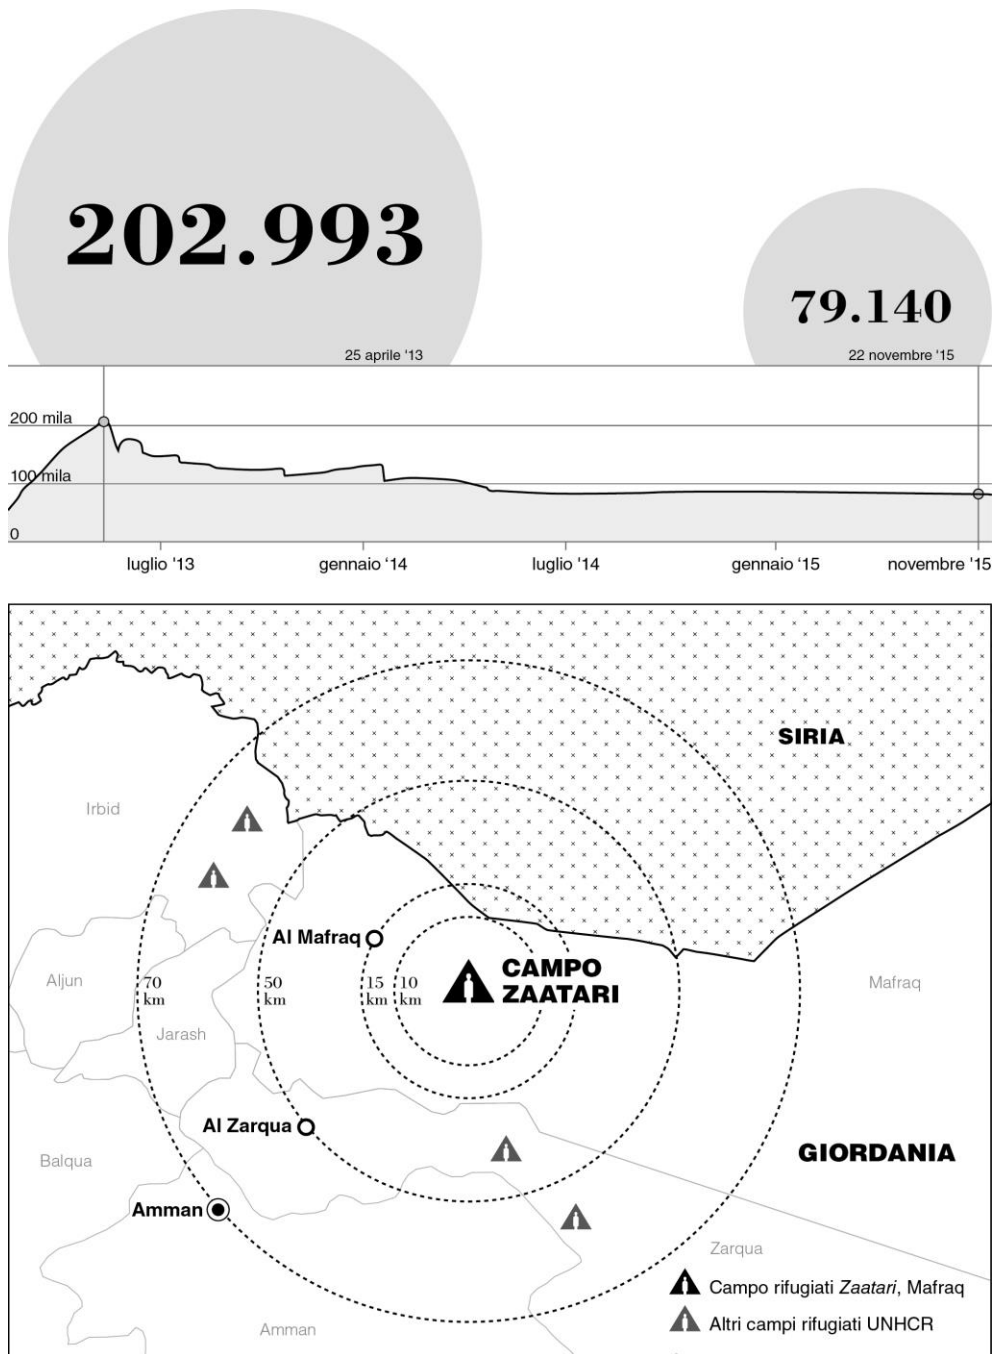 202.993
79.140
25 aprile '13
22 novembre '15
200 mila
100 mila
0
luglio '13
gennaio '14
luglio '14
gennaio '15
novembre '15
SIRIA
Irbid
Al Mafraq
CAMPO
ZAATARI
Aljun
70
km
50
km
15
km
10
km
Mafraq
Jarash
Al Zarqua
GIORDANIA
Balqua
Amman
Zarqua
Campo rifugiati Zaatari, Mafraq
Altri campi rifugiati UNHCR
Amman